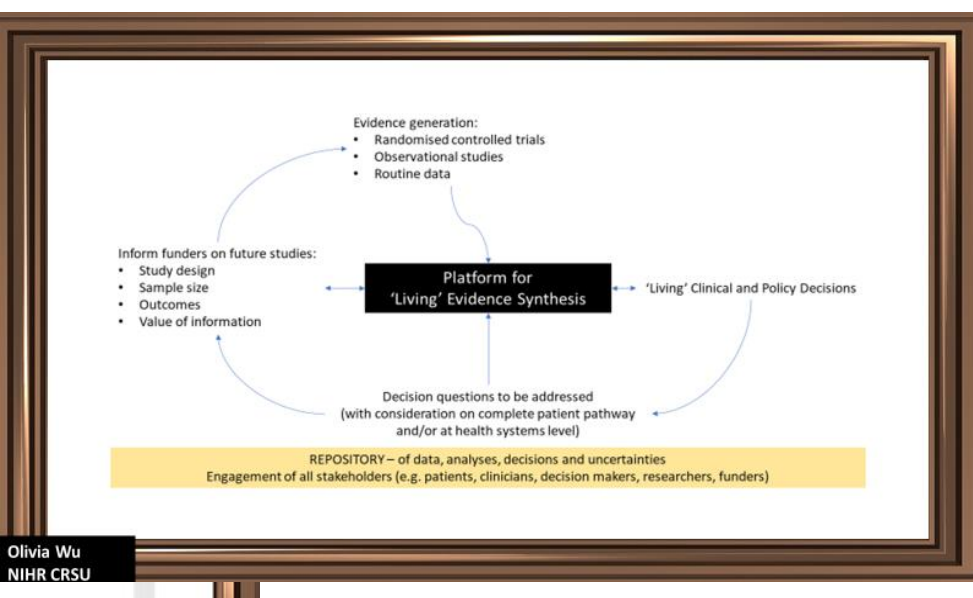 Evidence generation:
• Randomised controlled trials
• Observational studies
• Routine data
Inform funders on future studies:
• Study design
• Sample size
• Outcomes
• Value of information
Platform for
‘Living’ Evidence Synthesis
‘Living’ Clinical and Policy Decisions
Decision questions to be addressed
(with consideration on complete patient pathway
and/or at health systems level)
REPOSITORY – of data, analyses, decisions and uncertainties
Engagement of all stakeholders (e.g. patients, clinicians, decision makers, researchers, funders)
Olivia Wu
NIHR CRSU